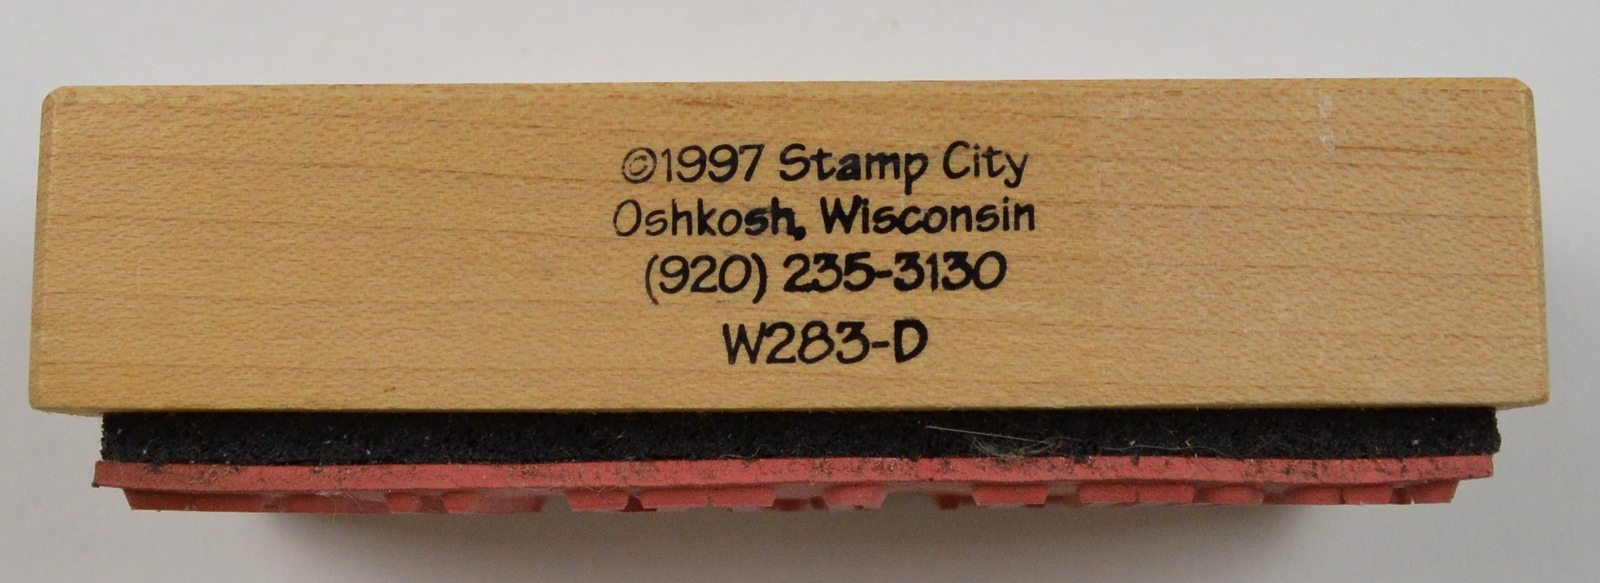 ©1997 Stamp City
Oshkosh, Wisconsin
(920) 235-3130
W283-D